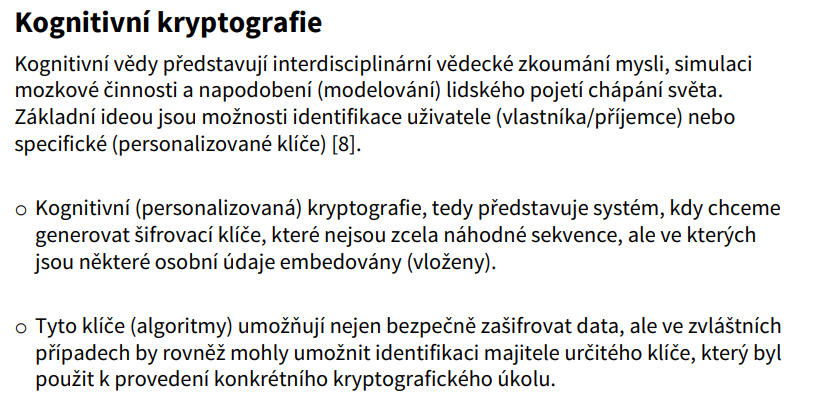 Kognitivní kryptografie
Kognitivní vědy představují interdisciplinární vědecké zkoumání mysli, simulaci
mozkové činnosti a napodobení (modelování) lidského pojetí chápání světa.
Základní ideou jsou možnosti identifikace uživatele (vlastníka/příjemce) nebo
specifické (personalizované klíče) [8].
○ Kognitivní (personalizovaná) kryptografie, tedy představuje systém, kdy chceme
generovat šifrovací klíče, které nejsou zcela náhodné sekvence, ale ve kterých
jsou některé osobní údaje embedovány (vloženy).
○ Tyto klíče (algoritmy) umožňují nejen bezpečně zašifrovat data, ale ve zvláštních
případech by rovněž mohly umožnit identifikaci majitele určitého klíče, který byl
použit k provedení konkrétního kryptografického úkolu.